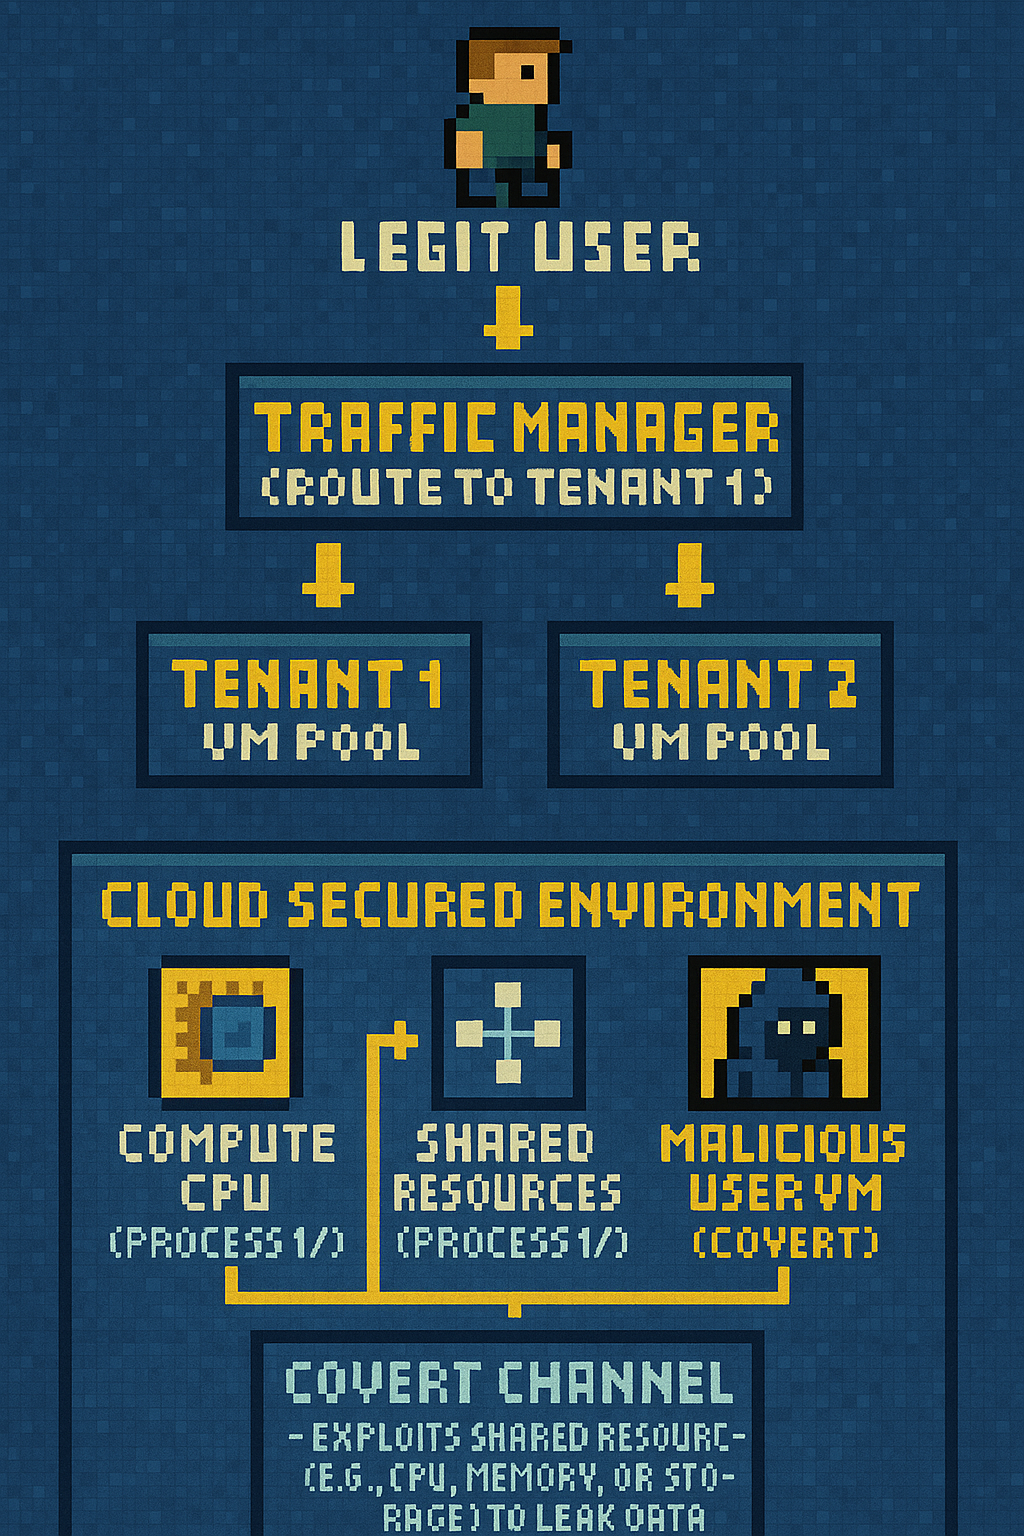 LEGIT USER
TRAFFIC MANAGER
(ROUTE TO TENANT 1)
TENANT 1
VM POOL
TENANT 2
VM POOL
CLOUD SECURED ENVIRONMENT
COMPUTE
CPU
(PROCESS 1/)
SHARED
RESOURCES
(PROCESS 1/)
MALICIOUS
USER VM
(COVERT)
COVERT CHANNEL
- EXPLOITS SHARED RESOURC-
(E.G., CPU, MEMORY, OR STO-
RAGE) TO LEAK DATA